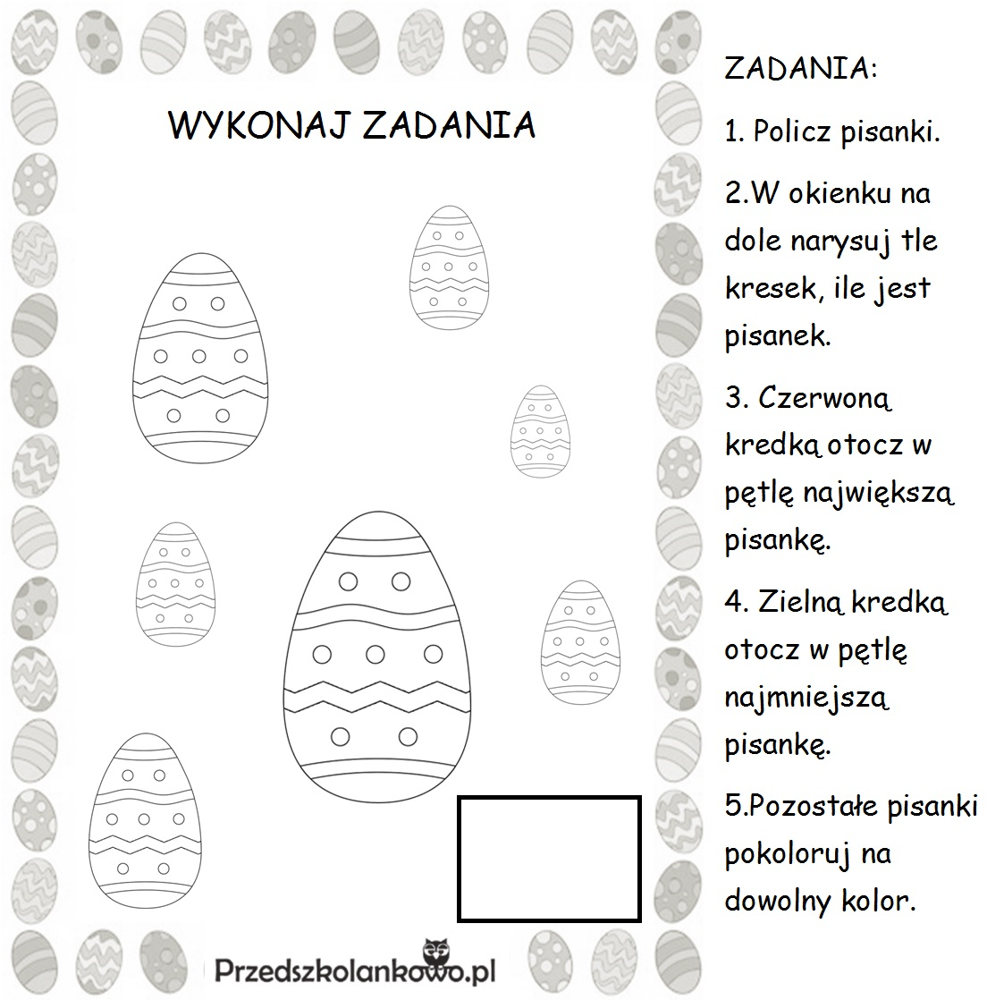 WYKONAJ ZADANIA
ZADANIA:
1. Policz pisanki.
2.W okienku na
dole narysuj tle
kresek, ile jest
pisanek.
3. Czerwoną
kredką otocz w
pętlę największą
pisankę.
4. Zielną kredką
otocz w pętlę
najmniejszą
pisankę.
5.Pozostałe pisanki
pokoloruj na
dowolny kolor.
Przedszkolankowo.pl